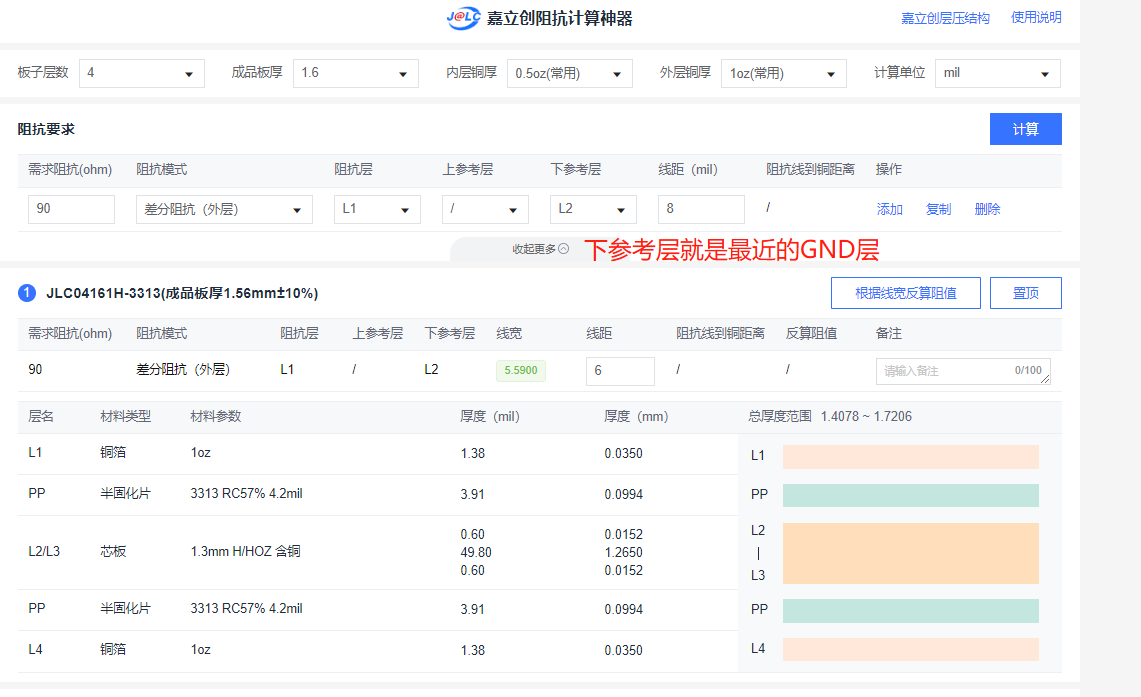 J@LC 嘉立创阻抗计算神器
嘉立创层压结构 使用说明
板子层数 4 成品板厚 1.6 内层铜厚 0.5oz(常用) 外层铜厚 1oz(常用) 计算单位 mil
阻抗要求 计算
需求阻抗(ohm) 阻抗模式 阻抗层 上参考层 下参考层 线距（mil） 阻抗线到铜距离 操作
90 差分阻抗（外层） L1 / L2 8 / 添加 复制 删除
收起更多 下参考层就是最近的GND层
1 JLC04161H-3313(成品板厚1.56mm±10%) 根据线宽反算阻值 置顶
需求阻抗(ohm) 阻抗模式 阻抗层 上参考层 下参考层 线宽 线距 阻抗线到铜距离 反算阻值 备注
90 差分阻抗（外层） L1 / L2 5.5900 6 / / 请输入备注 0/100
层名 材料类型 材料参数 厚度（mil） 厚度（mm） 总厚度范围 1.4078 ~ 1.7206
L1 铜箔 1oz 1.38 0.0350 L1
PP 半固化片 3313 RC57% 4.2mil 3.91 0.0994 PP
0.60 0.0152 L2
L2/L3 芯板 1.3mm H/HOZ 含铜 49.80 1.2650 |
0.60 0.0152 L3
PP 半固化片 3313 RC57% 4.2mil 3.91 0.0994 PP
L4 铜箔 1oz 1.38 0.0350 L4